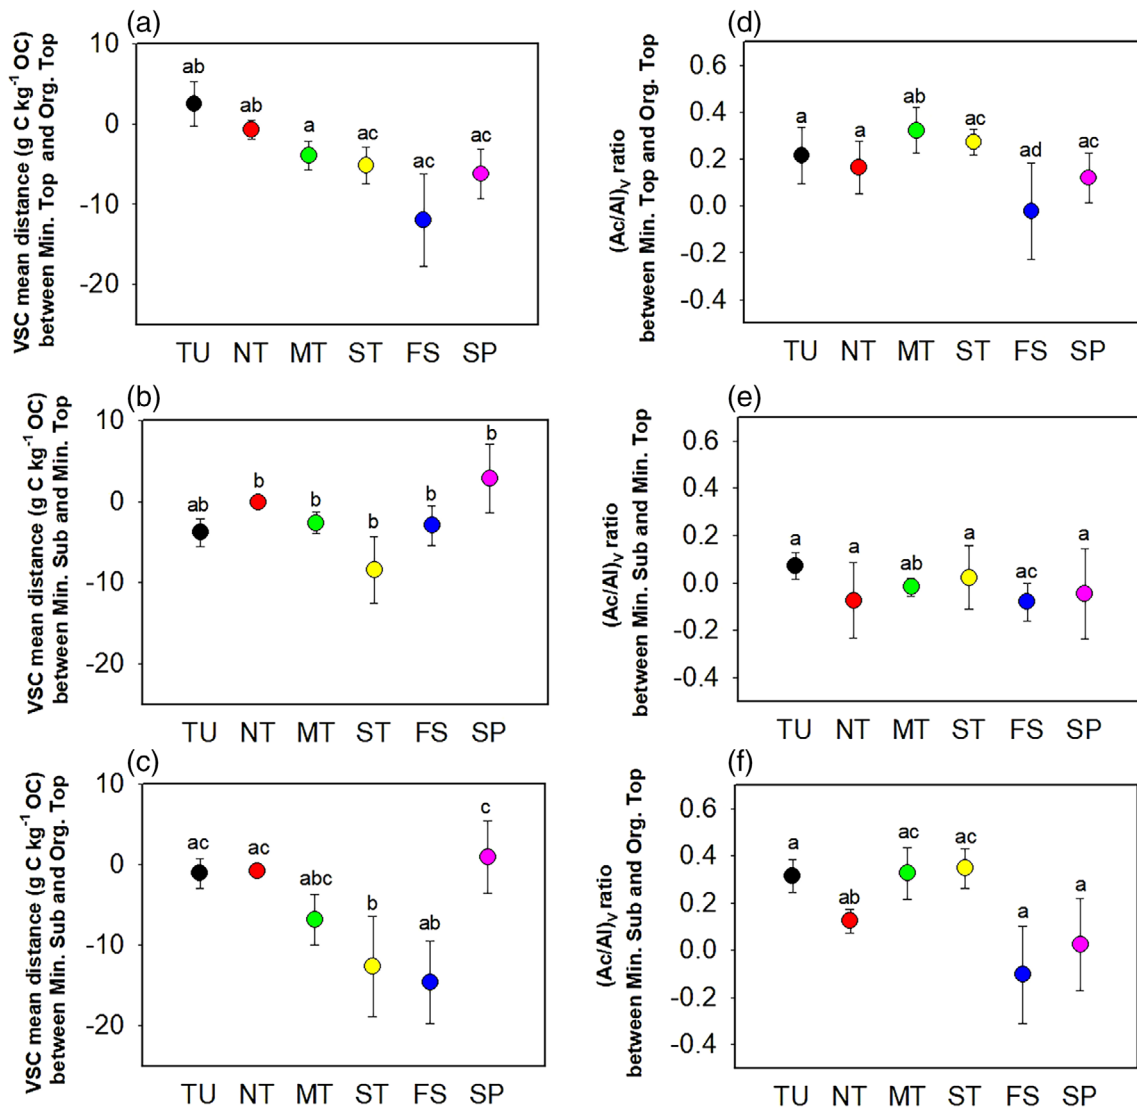 (a)
VSC mean distance (g C kg-1 OC)
between Min. Top and Org. Top
10
0
-10
-20
ab
ab
a
ac
ac
ac
TU NT MT ST FS SP
(d)
(Ac/Al)V ratio
between Min. Top and Org. Top
0.6
0.4
0.2
0.0
-0.2
-0.4
a
a
ab
ac
ad
ac
TU NT MT ST FS SP
(b)
VSC mean distance (g C kg-1 OC)
between Min. Sub and Min. Top
10
0
-10
-20
ab
b
b
b
b
b
TU NT MT ST FS SP
(e)
(Ac/Al)V ratio
between Min. Sub and Min. Top
0.6
0.4
0.2
0.0
-0.2
-0.4
a
a
ab
a
ac
a
TU NT MT ST FS SP
(c)
VSC mean distance (g C kg-1 OC)
between Min. Sub and Org. Top
10
0
-10
-20
ac
ac
abc
b
ab
c
TU NT MT ST FS SP
(f)
(Ac/Al)V ratio
between Min. Sub and Org. Top
0.6
0.4
0.2
0.0
-0.2
-0.4
a
ab
ac
ac
a
a
TU NT MT ST FS SP